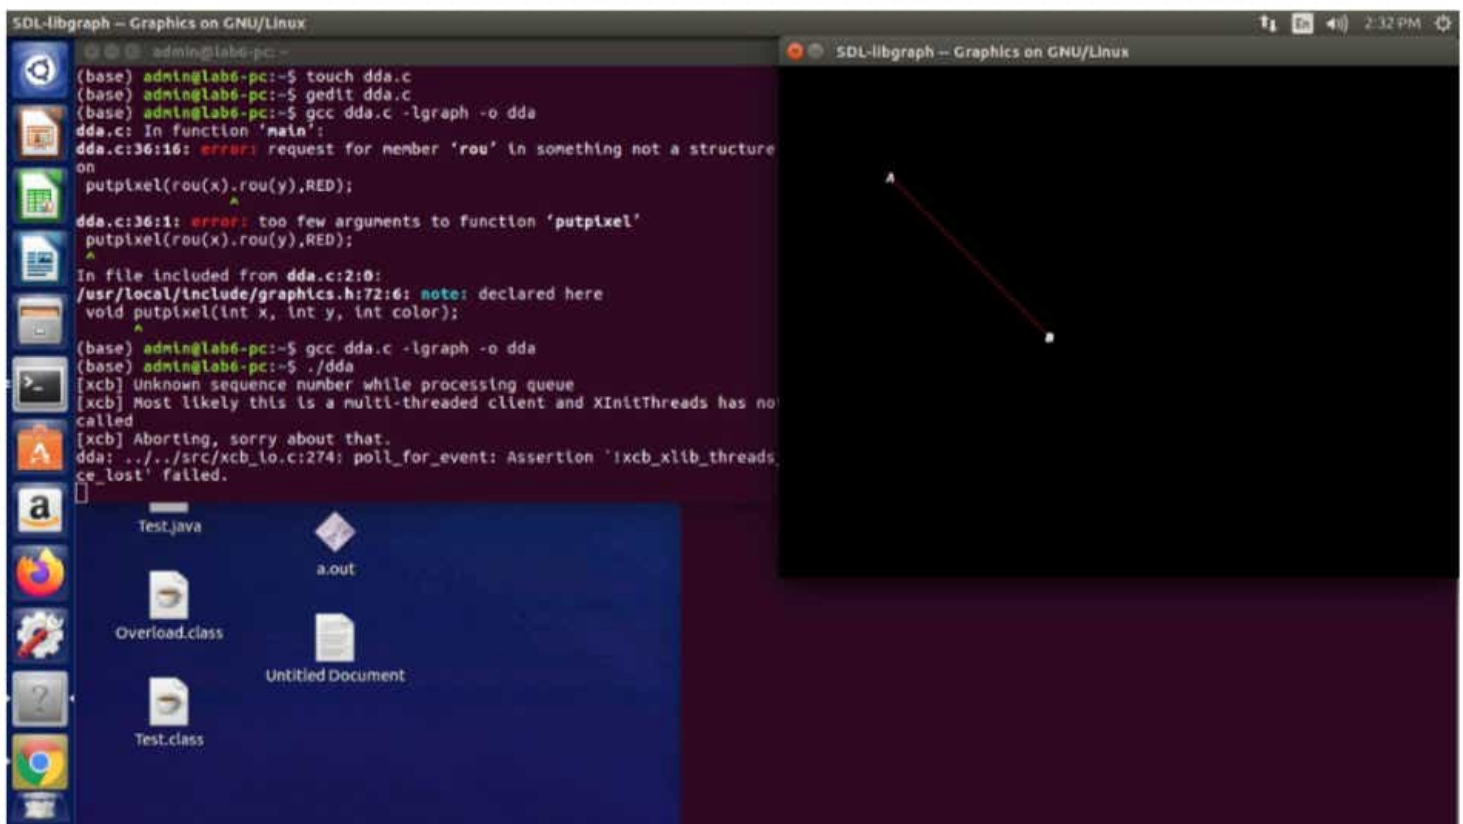 SDL-libgraph -- Graphics on GNU/Linux
En
2:32 PM
admin@lab6-pc: ~
(base) admin@lab6-pc:~$ touch dda.c
(base) admin@lab6-pc:~$ gedit dda.c
(base) admin@lab6-pc:~$ gcc dda.c -lgraph -o dda
dda.c: In function ‘main’:
dda.c:36:16: error: request for member ‘rou’ in something not a structure
on
putpixel(rou(x).rou(y),RED);
^
dda.c:36:1: error: too few arguments to function ‘putpixel’
putpixel(rou(x).rou(y),RED);
^
In file included from dda.c:2:0:
/usr/local/include/graphics.h:72:6: note: declared here
void putpixel(int x, int y, int color);
^
(base) admin@lab6-pc:~$ gcc dda.c -lgraph -o dda
(base) admin@lab6-pc:~$ ./dda
[xcb] Unknown sequence number while processing queue
[xcb] Most likely this is a multi-threaded client and XInitThreads has no
called
[xcb] Aborting, sorry about that.
dda: ../../src/xcb_io.c:274: poll_for_event: Assertion `!xcb_xlib_threads_
ce_lost' failed.
SDL-libgraph -- Graphics on GNU/Linux
A
B
Test.java
a.out
Overload.class
Untitled Document
Test.class
a